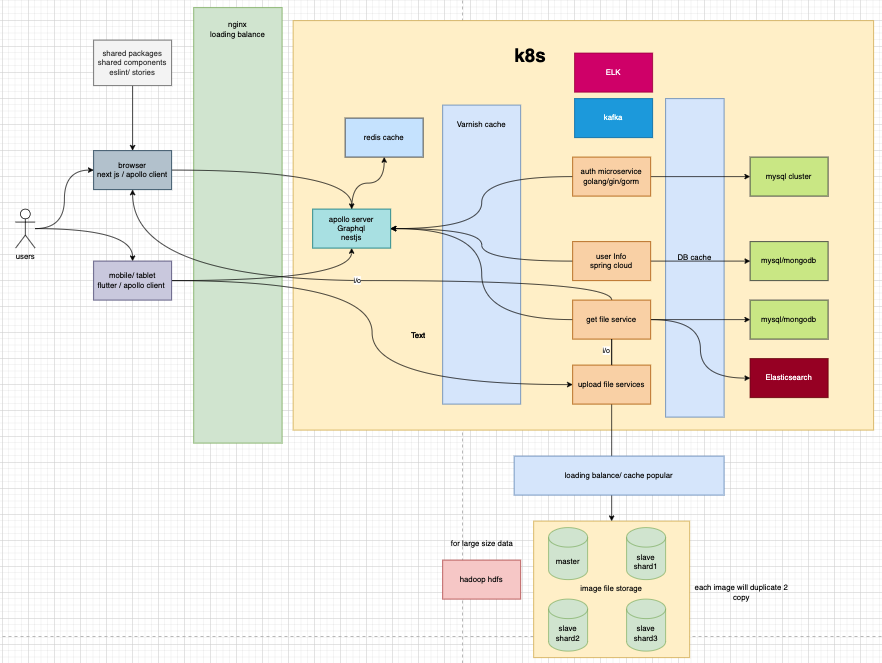 nginx
loading balance
k8s
shared packages
shared components
eslint/ stories
ELK
kafka
Varnish cache
redis cache
browser
next js / apollo client
auth microservice
golang/gin/gorm
mysql cluster
apollo server
Graphql
nestjs
users
user Info
spring cloud
DB cache
mysql/mongodb
mobile/ tablet
flutter / apollo client
i/o
get file service
mysql/mongodb
Text
i/o
Elasticsearch
upload file services
loading balance/ cache popular
for large size data
hadoop hdfs
master
slave
shard1
image file storage
each image will duplicate 2
copy
slave
shard2
slave
shard3